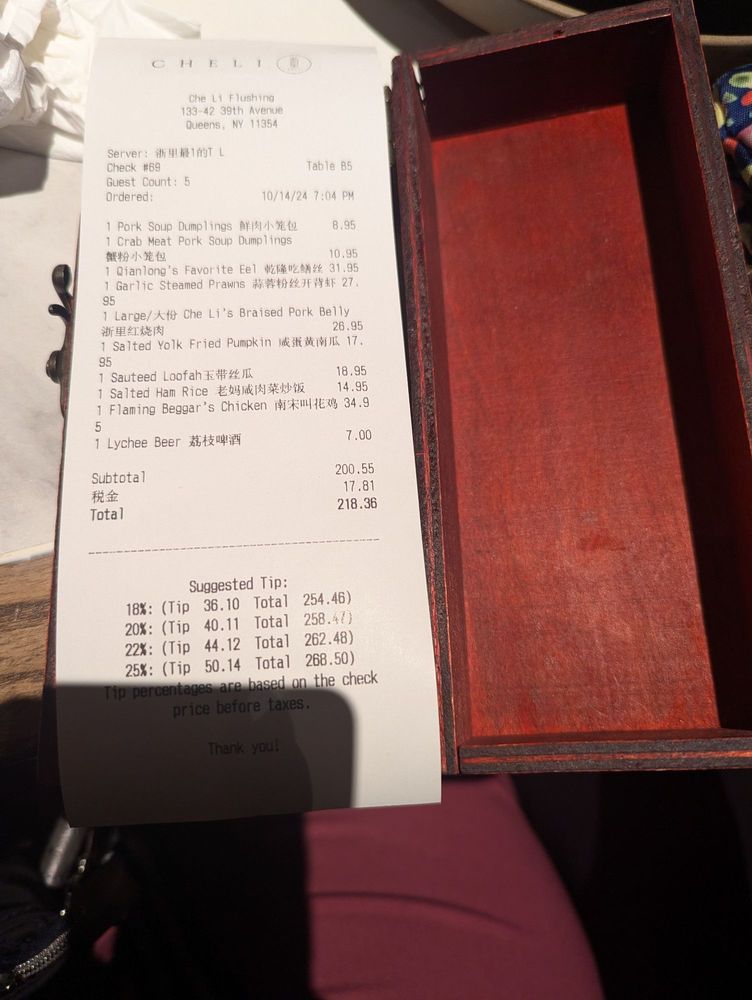 CHELI
Che Li Flushing
133-42 39th Avenue
Queens, NY 11354
Server: 浙里最1的T L
Check #69 Table B5
Guest Count: 5
Ordered: 10/14/24 7:04 PM
1 Pork Soup Dumplings 鲜肉小笼包 8.95
1 Crab Meat Pork Soup Dumplings
蟹粉小笼包 10.95
1 Qianlong's Favorite Eel 乾隆吃鳝丝 31.95
1 Garlic Steamed Prawns 蒜蓉粉丝开背虾 27.
95
1 Large/大份 Che Li's Braised Pork Belly
浙里红烧肉 26.95
1 Salted Yolk Fried Pumpkin 咸蛋黄南瓜 17.
95
1 Sauteed Loofah玉带丝瓜 18.95
1 Salted Ham Rice 老妈咸肉菜炒饭 14.95
1 Flaming Beggar's Chicken 南宋叫花鸡 34.9
5
1 Lychee Beer 荔枝啤酒 7.00
Subtotal 200.55
税金 17.81
Total 218.36
Suggested Tip:
18%: (Tip 36.10 Total 254.46)
20%: (Tip 40.11 Total 258.47)
22%: (Tip 44.12 Total 262.48)
25%: (Tip 50.14 Total 268.50)
Tip percentages are based on the check
price before taxes.
Thank you!